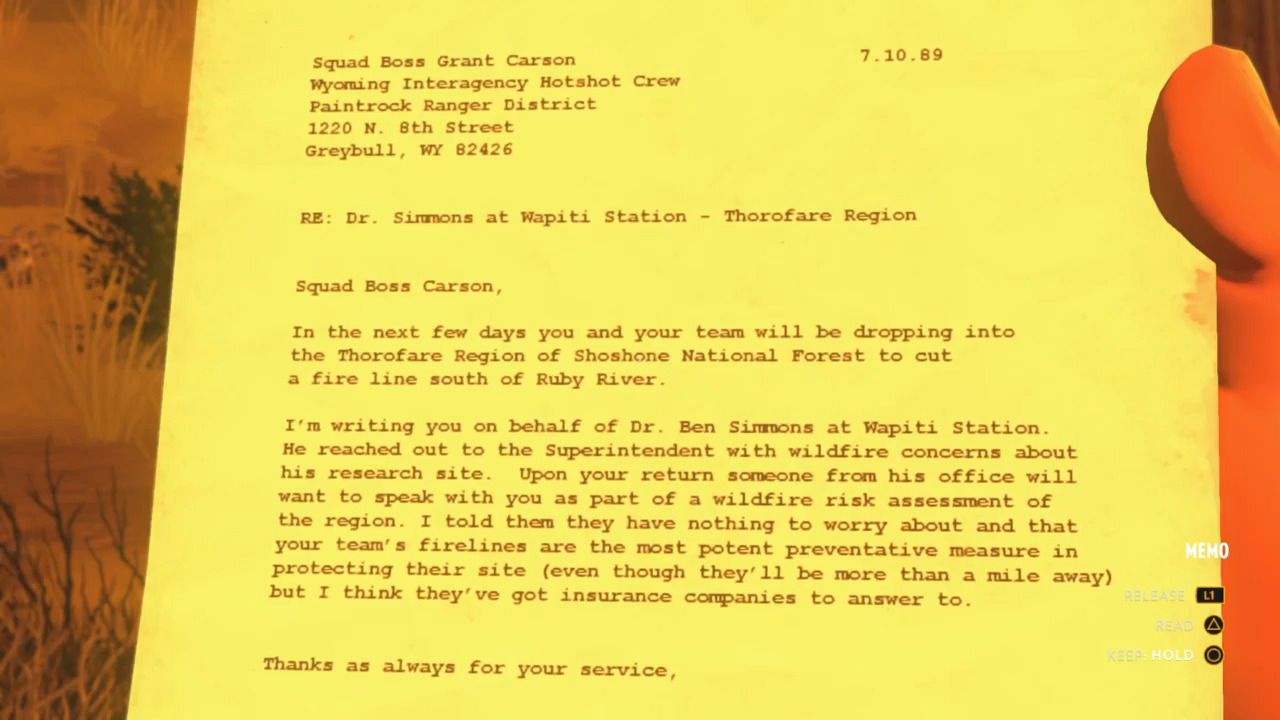 Squad Boss Grant Carson 7.10.89
Wyoming Interagency Hotshot Crew
Paintrock Ranger District
1220 N. 8th Street
Greybull, WY 82426
RE: Dr. Simmons at Wapiti Station - Thorofare Region
Squad Boss Carson,
In the next few days you and your team will be dropping into
the Thorofare Region of Shoshone National Forest to cut
a fire line south of Ruby River.
I'm writing you on behalf of Dr. Ben Simmons at Wapiti Station.
He reached out to the Superintendent with wildfire concerns about
his research site. Upon your return someone from his office will
want to speak with you as part of a wildfire risk assessment of
the region. I told them they have nothing to worry about and that
your team's firelines are the most potent preventative measure in
protecting their site (even though they'll be more than a mile away)
but I think they've got insurance companies to answer to.
Thanks as always for your service,
MEMO
RELEASE L1
READ
KEEP: HOLD